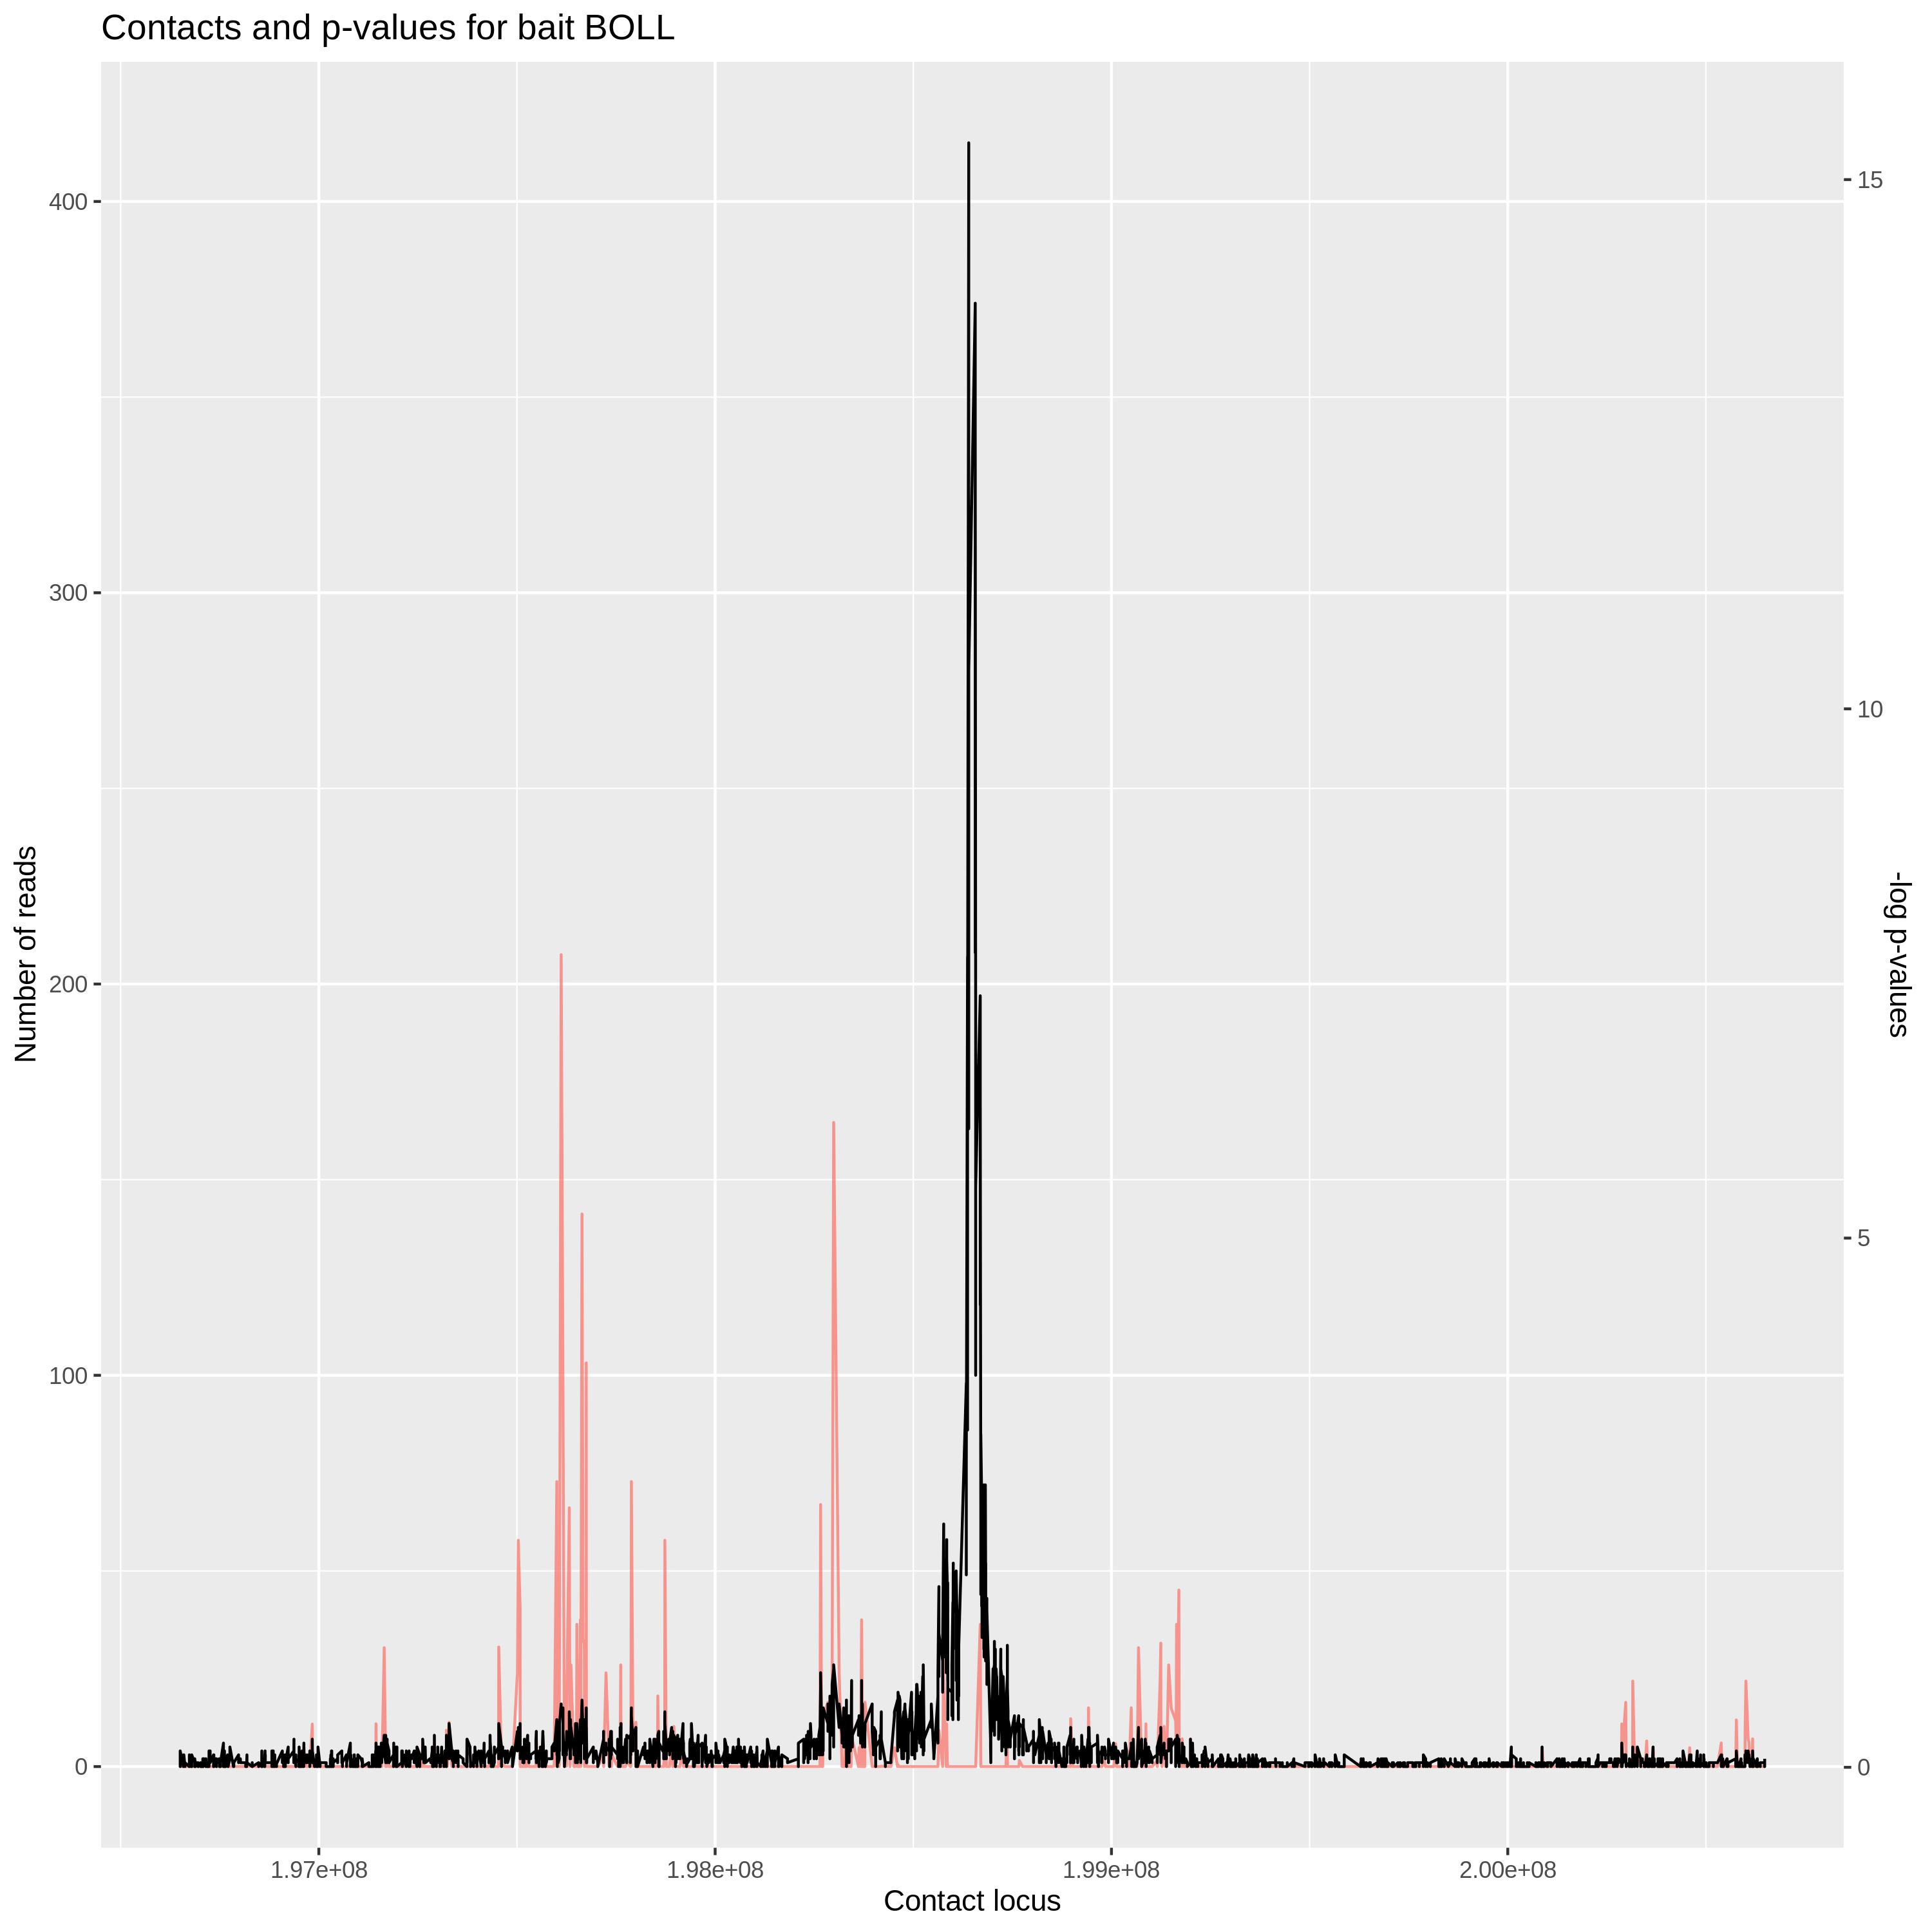 Contacts and p-values for bait BOLL
400
300
200
100
0
Number of reads
15
10
5
0
-log p-values
1.97e+08
1.98e+08
1.99e+08
2.00e+08
Contact locus